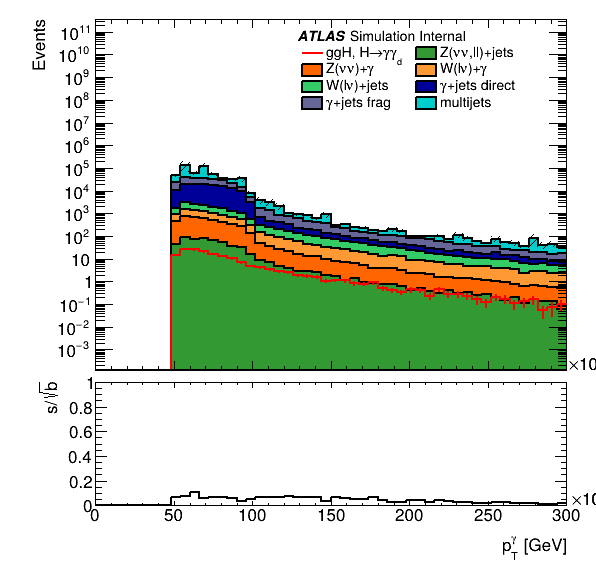 ATLAS Simulation Internal
ggH, H→γγ_d
Z(νν,ll)+jets
Z(νν)+γ
W(lν)+γ
W(lν)+jets
γ+jets direct
γ+jets frag
multijets
Events
10^11
10^10
10^9
10^8
10^7
10^6
10^5
10^4
10^3
10^2
10
1
10^−1
10^−2
10^−3
×10
s/√b
1
0.8
0.6
0.4
0.2
0
×10
0 50 100 150 200 250 300
p_T^γ [GeV]